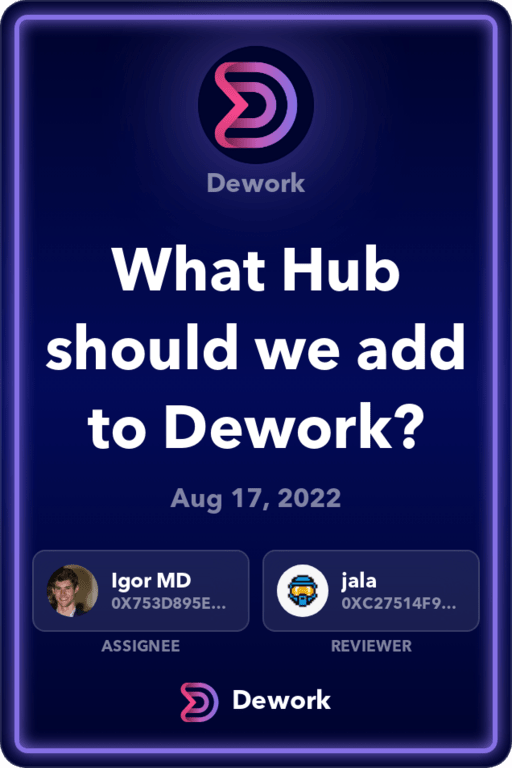 Dework
What Hub
should we add
to Dework?
Aug 17, 2022
Igor MD
0X753D895E...
jala
0XC27514F9...
ASSIGNEE
REVIEWER
Dework